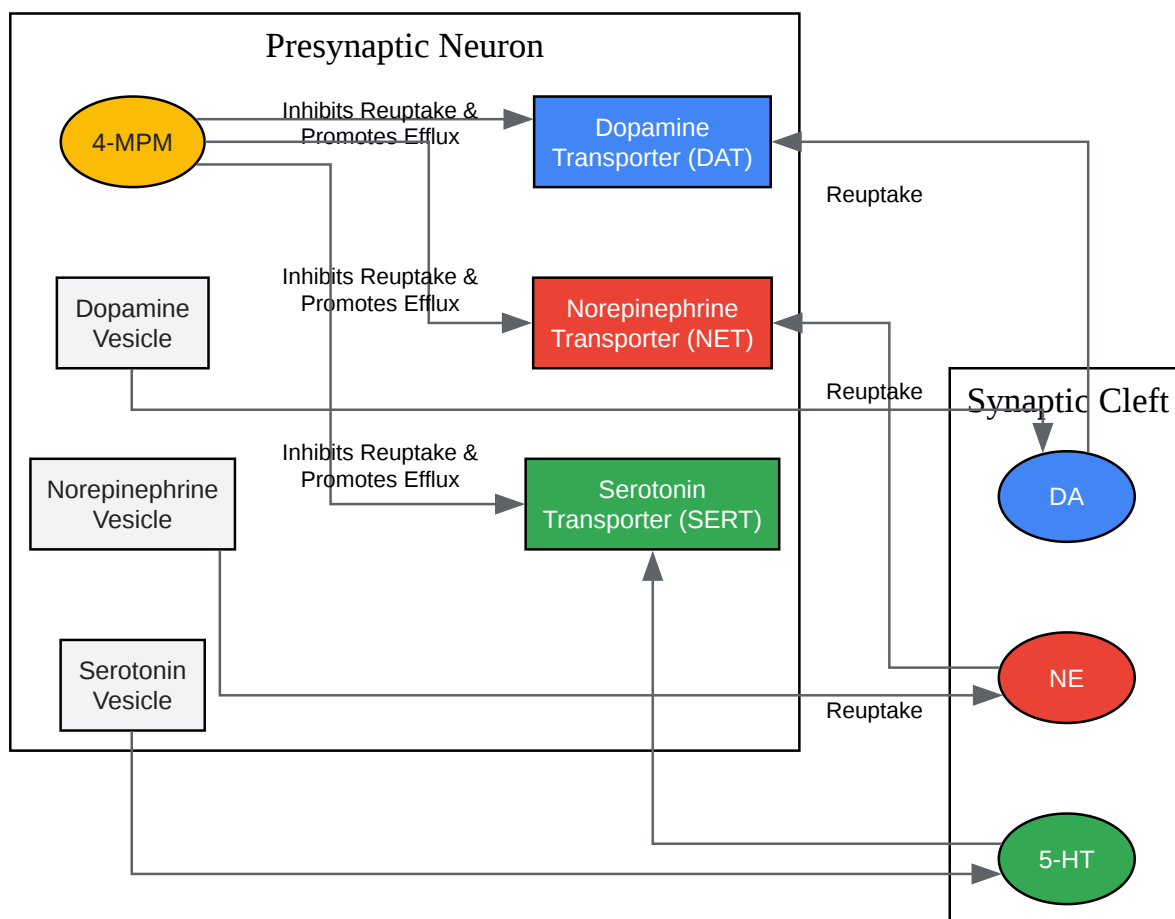 Presynaptic Neuron
4-MPM
Inhibits Reuptake &
Promotes Efflux
Dopamine
Transporter (DAT)
Reuptake
Dopamine
Vesicle
Inhibits Reuptake &
Promotes Efflux
Norepinephrine
Transporter (NET)
Reuptake
Synaptic Cleft
Norepinephrine
Vesicle
Inhibits Reuptake &
Promotes Efflux
Serotonin
Transporter (SERT)
DA
Serotonin
Vesicle
NE
Reuptake
5-HT